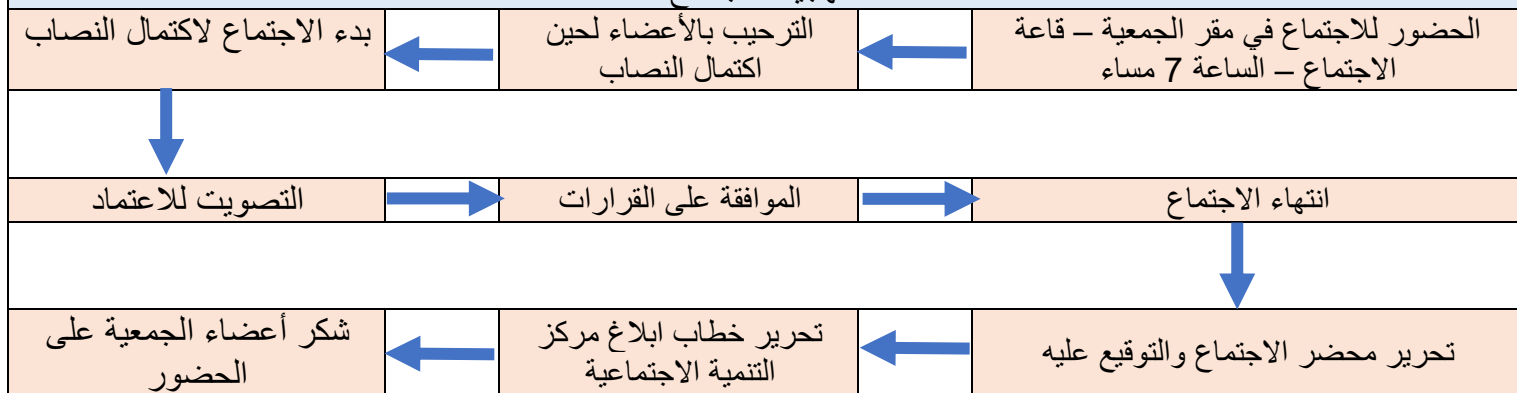 الحضور للاجتماع في مقر الجمعية – قاعة
الاجتماع – الساعة 7 مساء
الترحيب بالأعضاء لحين
اكتمال النصاب
بدء الاجتماع لاكتمال النصاب
التصويت للاعتماد
الموافقة على القرارات
انتهاء الاجتماع
تحرير محضر الاجتماع والتوقيع عليه
تحرير خطاب ابلاغ مركز
التنمية الاجتماعية
شكر أعضاء الجمعية على
الحضور